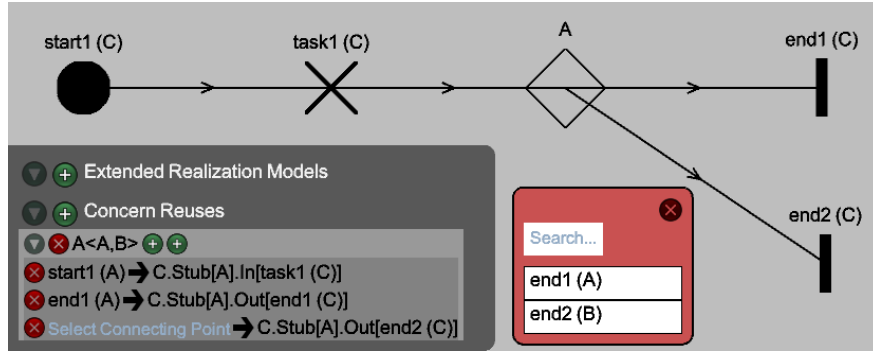 start1 (C)
task1 (C)
A
end1 (C)
end2 (C)
Extended Realization Models
Concern Reuses
A<A,B>
start1 (A)➔C.Stub[A].In[task1 (C)]
end1 (A)➔C.Stub[A].Out[end1 (C)]
Select Connecting Point➔C.Stub[A].Out[end2 (C)]
Search...
end1 (A)
end2 (B)